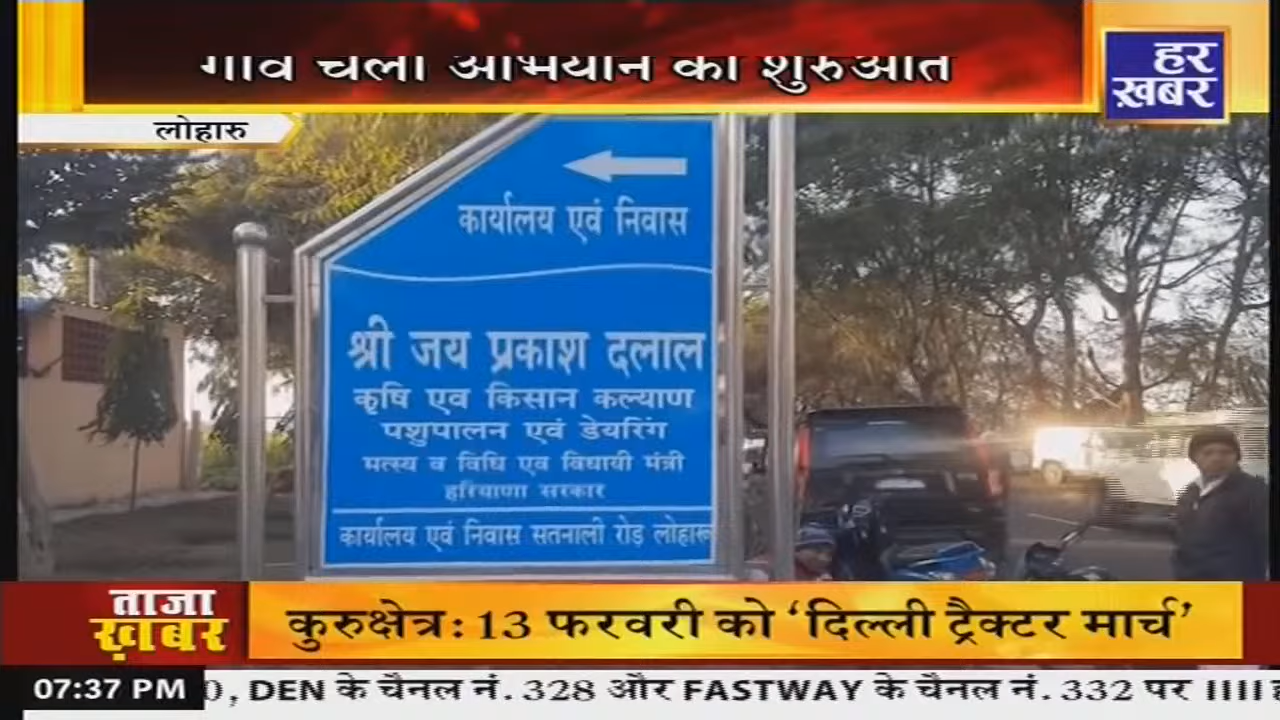 गांव चलो अभियान की शुरुआत
हर
ख़बर
लोहारु
कार्यालय एवं निवास
श्री जय प्रकाश दलाल
कृषि एव किसान कल्याण
पशुपालन एवं डेयरिंग
मत्स्य व विधि एव विद्यायी मंत्री
हरियाणा सरकार
कार्यालय एवं निवास सतनाली रोड़ लोहारू
ताजा
ख़बर
कुरुक्षेत्र: 13 फरवरी को ‘दिल्ली ट्रैक्टर मार्च’
07:37 PM
0, DEN के चैनल नं. 328 और FASTWAY के चैनल नं. 332 पर IIII